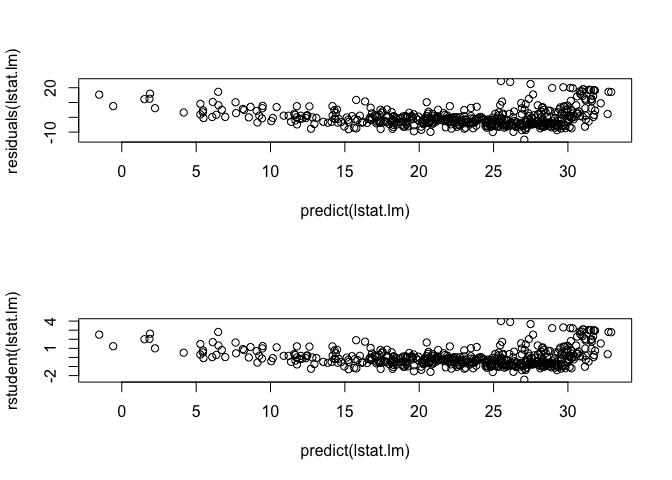 residuals(lstat.lm)
20
-10
0 5 10 15 20 25 30
predict(lstat.lm)
rstudent(lstat.lm)
4
1
-2
0 5 10 15 20 25 30
predict(lstat.lm)